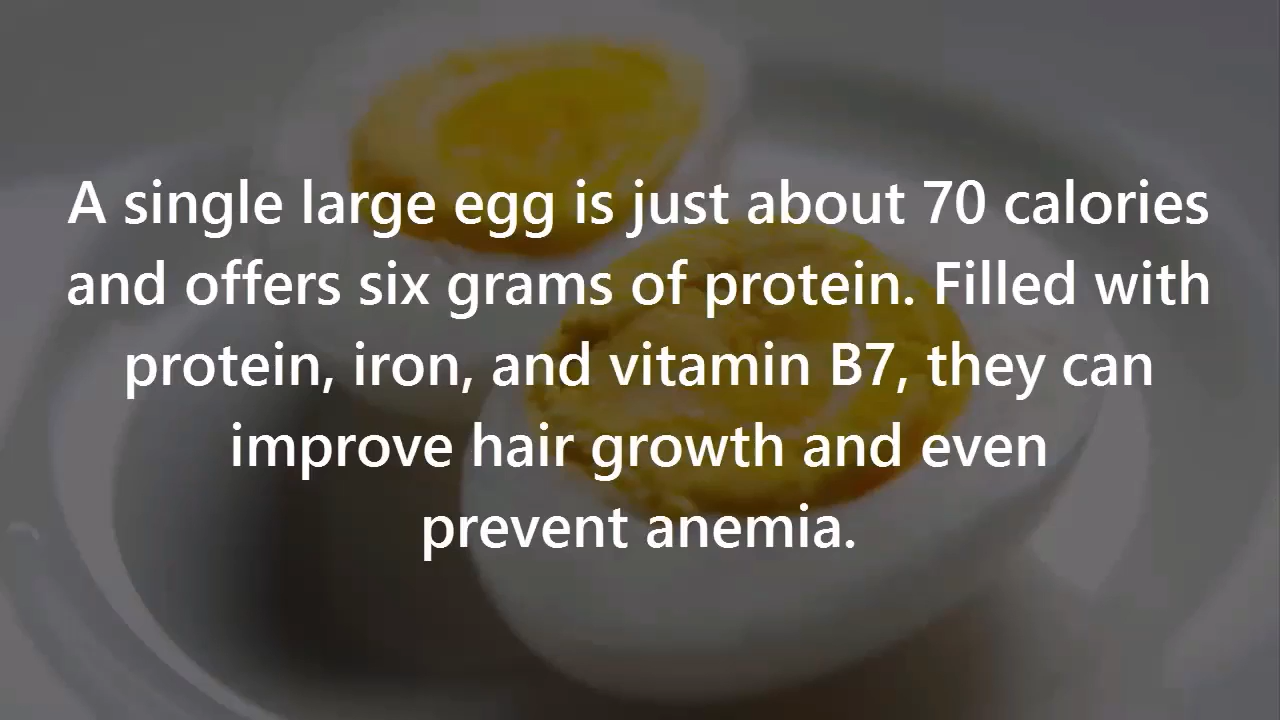 A single large egg is just about 70 calories
and offers six grams of protein. Filled with
protein, iron, and vitamin B7, they can
improve hair growth and even
prevent anemia.